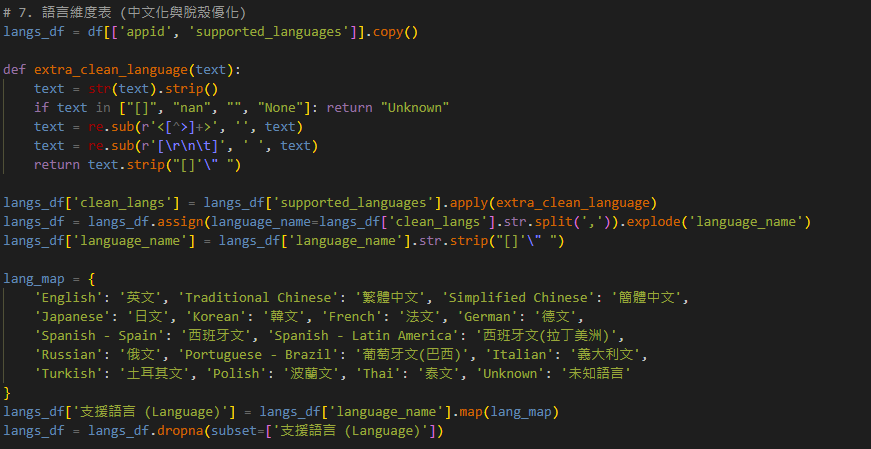 # 7. 語言維度表 (中文化與脫殼優化)
langs_df = df[['appid', 'supported_languages']].copy()

def extra_clean_language(text):
    text = str(text).strip()
    if text in ["[]", "nan", "", "None"]: return "Unknown"
    text = re.sub(r'<[^>]+>', '', text)
    text = re.sub(r'[\r\n\t]', ' ', text)
    return text.strip("[]'\" ")

langs_df['clean_langs'] = langs_df['supported_languages'].apply(extra_clean_language)
langs_df = langs_df.assign(language_name=langs_df['clean_langs'].str.split(',')).explode('language_name')
langs_df['language_name'] = langs_df['language_name'].str.strip("[]'\" ")

lang_map = {
    'English': '英文', 'Traditional Chinese': '繁體中文', 'Simplified Chinese': '簡體中文',
    'Japanese': '日文', 'Korean': '韓文', 'French': '法文', 'German': '德文',
    'Spanish - Spain': '西班牙文', 'Spanish - Latin America': '西班牙文(拉丁美洲)',
    'Russian': '俄文', 'Portuguese - Brazil': '葡萄牙文(巴西)', 'Italian': '義大利文',
    'Turkish': '土耳其文', 'Polish': '波蘭文', 'Thai': '泰文', 'Unknown': '未知語言'
}
langs_df['支援語言 (Language)'] = langs_df['language_name'].map(lang_map)
langs_df = langs_df.dropna(subset=['支援語言 (Language)'])